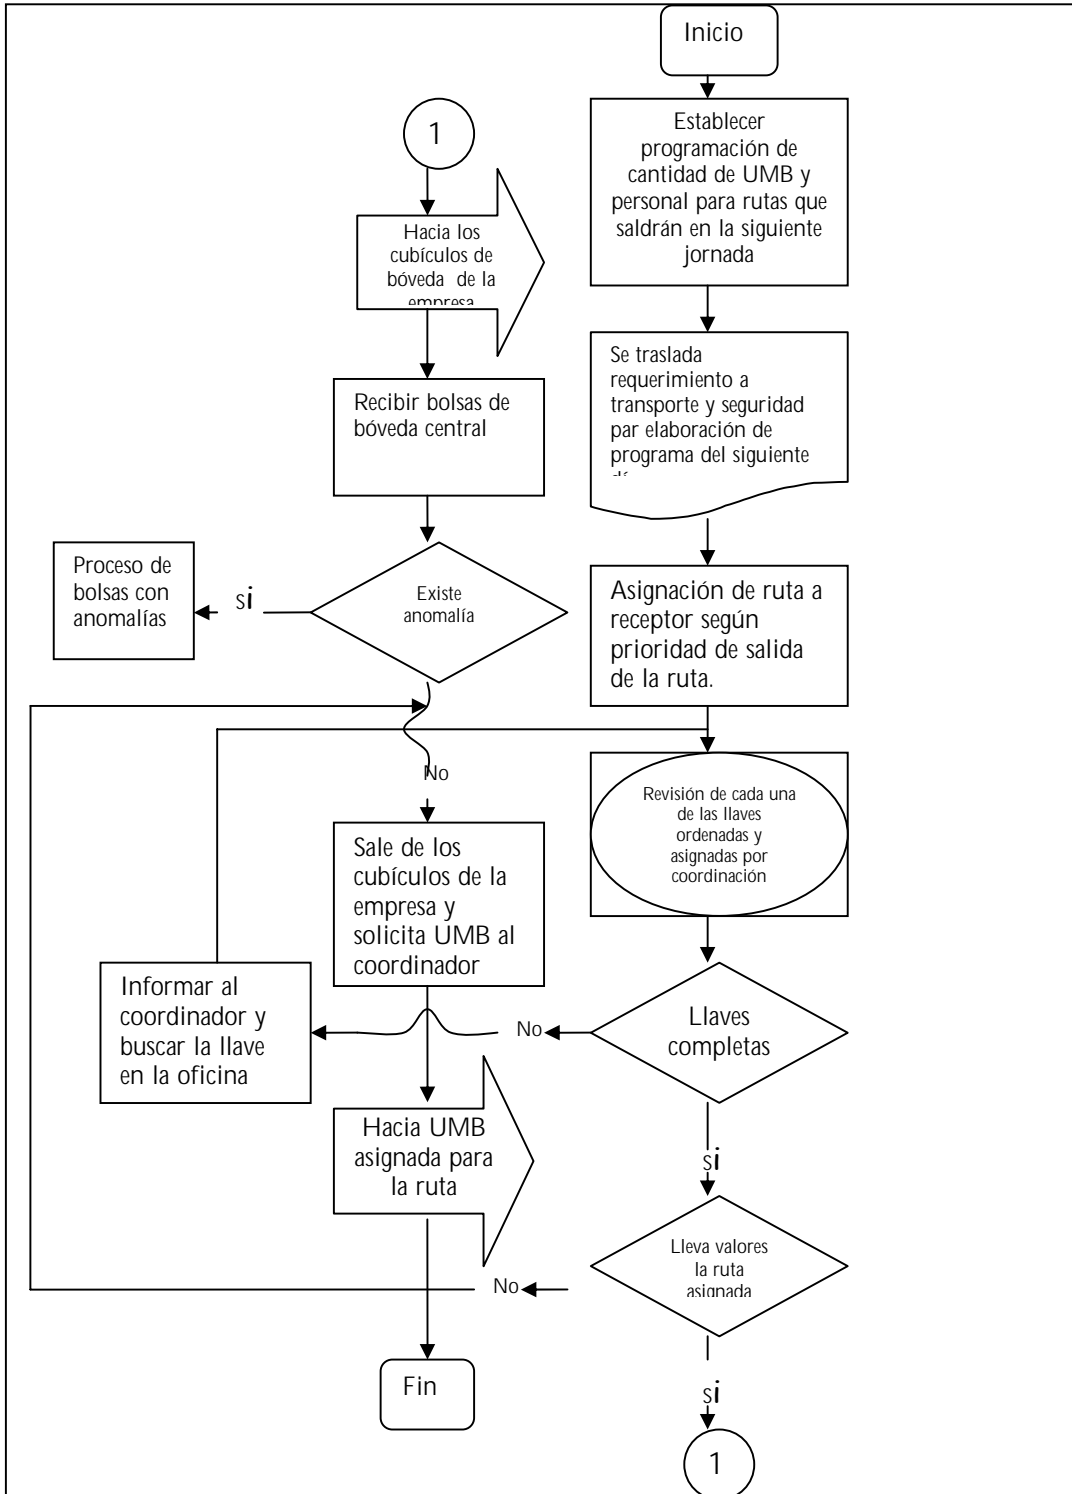 Inicio
Establecer
programación de
cantidad de UMB y
personal para rutas que
saldrán en la siguiente
jornada
Se traslada
requerimiento a
transporte y seguridad
par elaboración de
programa del siguiente
Asignación de ruta a
receptor según
prioridad de salida
de la ruta.
Revisión de cada una
de las llaves
ordenadas y
asignadas por
coordinación
Llaves
completas
No
Informar al
coordinador y
buscar la llave
en la oficina
si
Lleva valores
la ruta
asignada
No
si
1
1
Hacia los
cubículos de
bóveda de la
empresa
Recibir bolsas de
bóveda central
Existe
anomalía
si
Proceso de
bolsas con
anomalías
No
Sale de los
cubículos de la
empresa y
solicita UMB al
coordinador
Hacia UMB
asignada para
la ruta
Fin